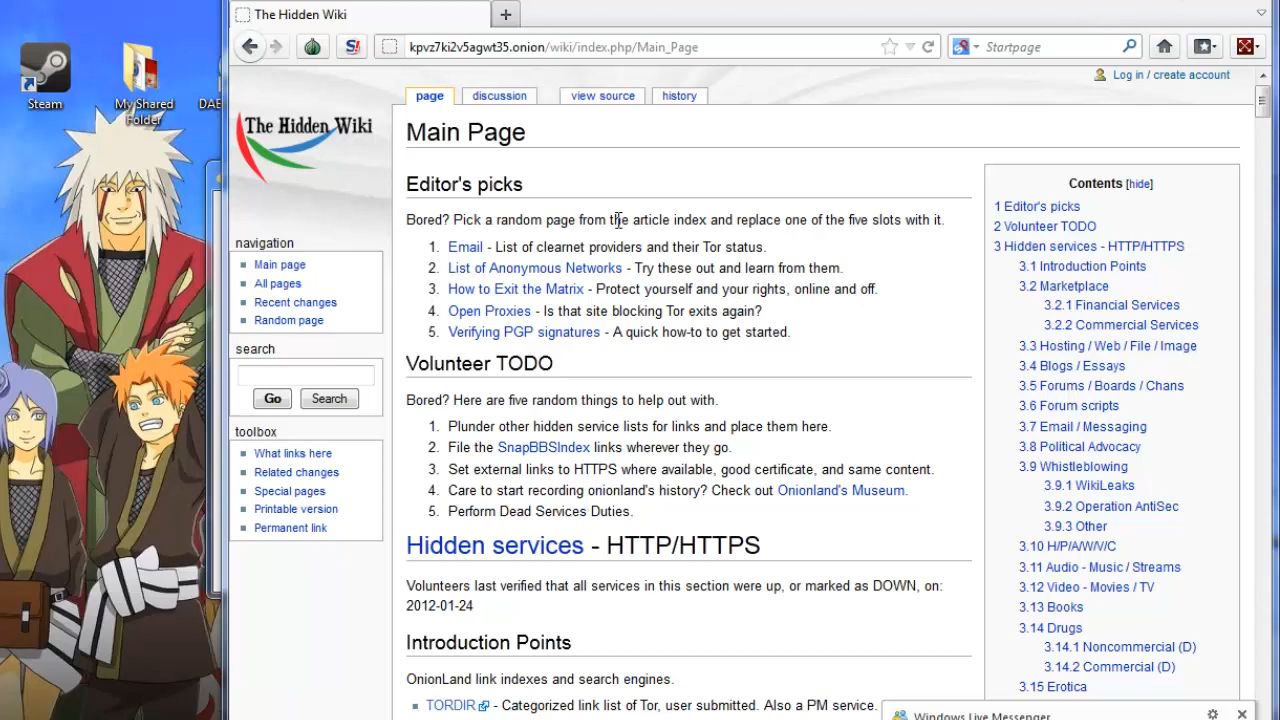 The Hidden Wiki
kpvz7ki2v5agwt35.onion/wiki/index.php/Main_Page
Startpage
Log in / create account
Steam
My Shared Folder
DAE
The Hidden Wiki
page
discussion
view source
history
Main Page
Editor's picks
Bored? Pick a random page from the article index and replace one of the five slots with it.
1. Email - List of clearnet providers and their Tor status.
2. List of Anonymous Networks - Try these out and learn from them.
3. How to Exit the Matrix - Protect yourself and your rights, online and off.
4. Open Proxies - Is that site blocking Tor exits again?
5. Verifying PGP signatures - A quick how-to to get started.
Volunteer TODO
Bored? Here are five random things to help out with.
1. Plunder other hidden service lists for links and place them here.
2. File the SnapBBSIndex links wherever they go.
3. Set external links to HTTPS where available, good certificate, and same content.
4. Care to start recording onionland's history? Check out Onionland's Museum.
5. Perform Dead Services Duties.
Hidden services - HTTP/HTTPS
Volunteers last verified that all services in this section were up, or marked as DOWN, on:
2012-01-24
Introduction Points
OnionLand link indexes and search engines.
TORDIR - Categorized link list of Tor, user submitted. Also a PM service.
navigation
Main page
All pages
Recent changes
Random page
search
Go
Search
toolbox
What links here
Related changes
Special pages
Printable version
Permanent link
Contents [hide]
1 Editor's picks
2 Volunteer TODO
3 Hidden services - HTTP/HTTPS
3.1 Introduction Points
3.2 Marketplace
3.2.1 Financial Services
3.2.2 Commercial Services
3.3 Hosting / Web / File / Image
3.4 Blogs / Essays
3.5 Forums / Boards / Chans
3.6 Forum scripts
3.7 Email / Messaging
3.8 Political Advocacy
3.9 Whistleblowing
3.9.1 WikiLeaks
3.9.2 Operation AntiSec
3.9.3 Other
3.10 H/P/A/W/V/C
3.11 Audio - Music / Streams
3.12 Video - Movies / TV
3.13 Books
3.14 Drugs
3.14.1 Noncommercial (D)
3.14.2 Commercial (D)
3.15 Erotica
Windows Live Messenger